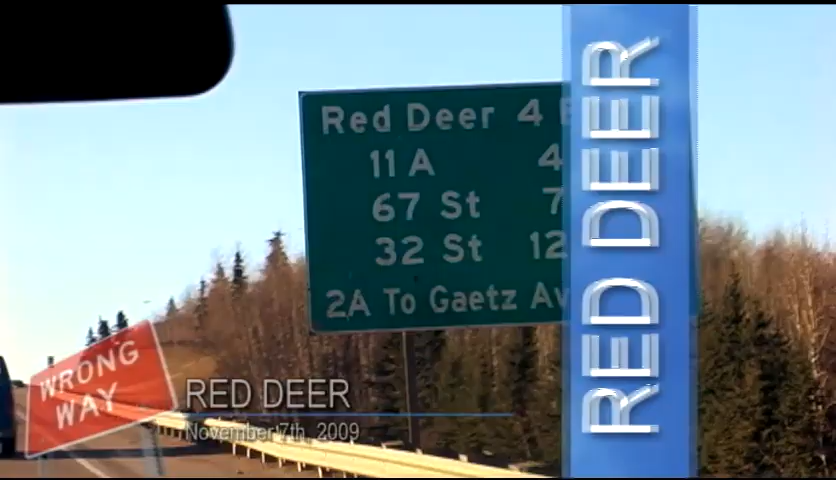 Red Deer 4
11 A 4
67 St 7
32 St 12
2A To Gaetz Av
RED DEER
WRONG
WAY
RED DEER
November 7th, 2009